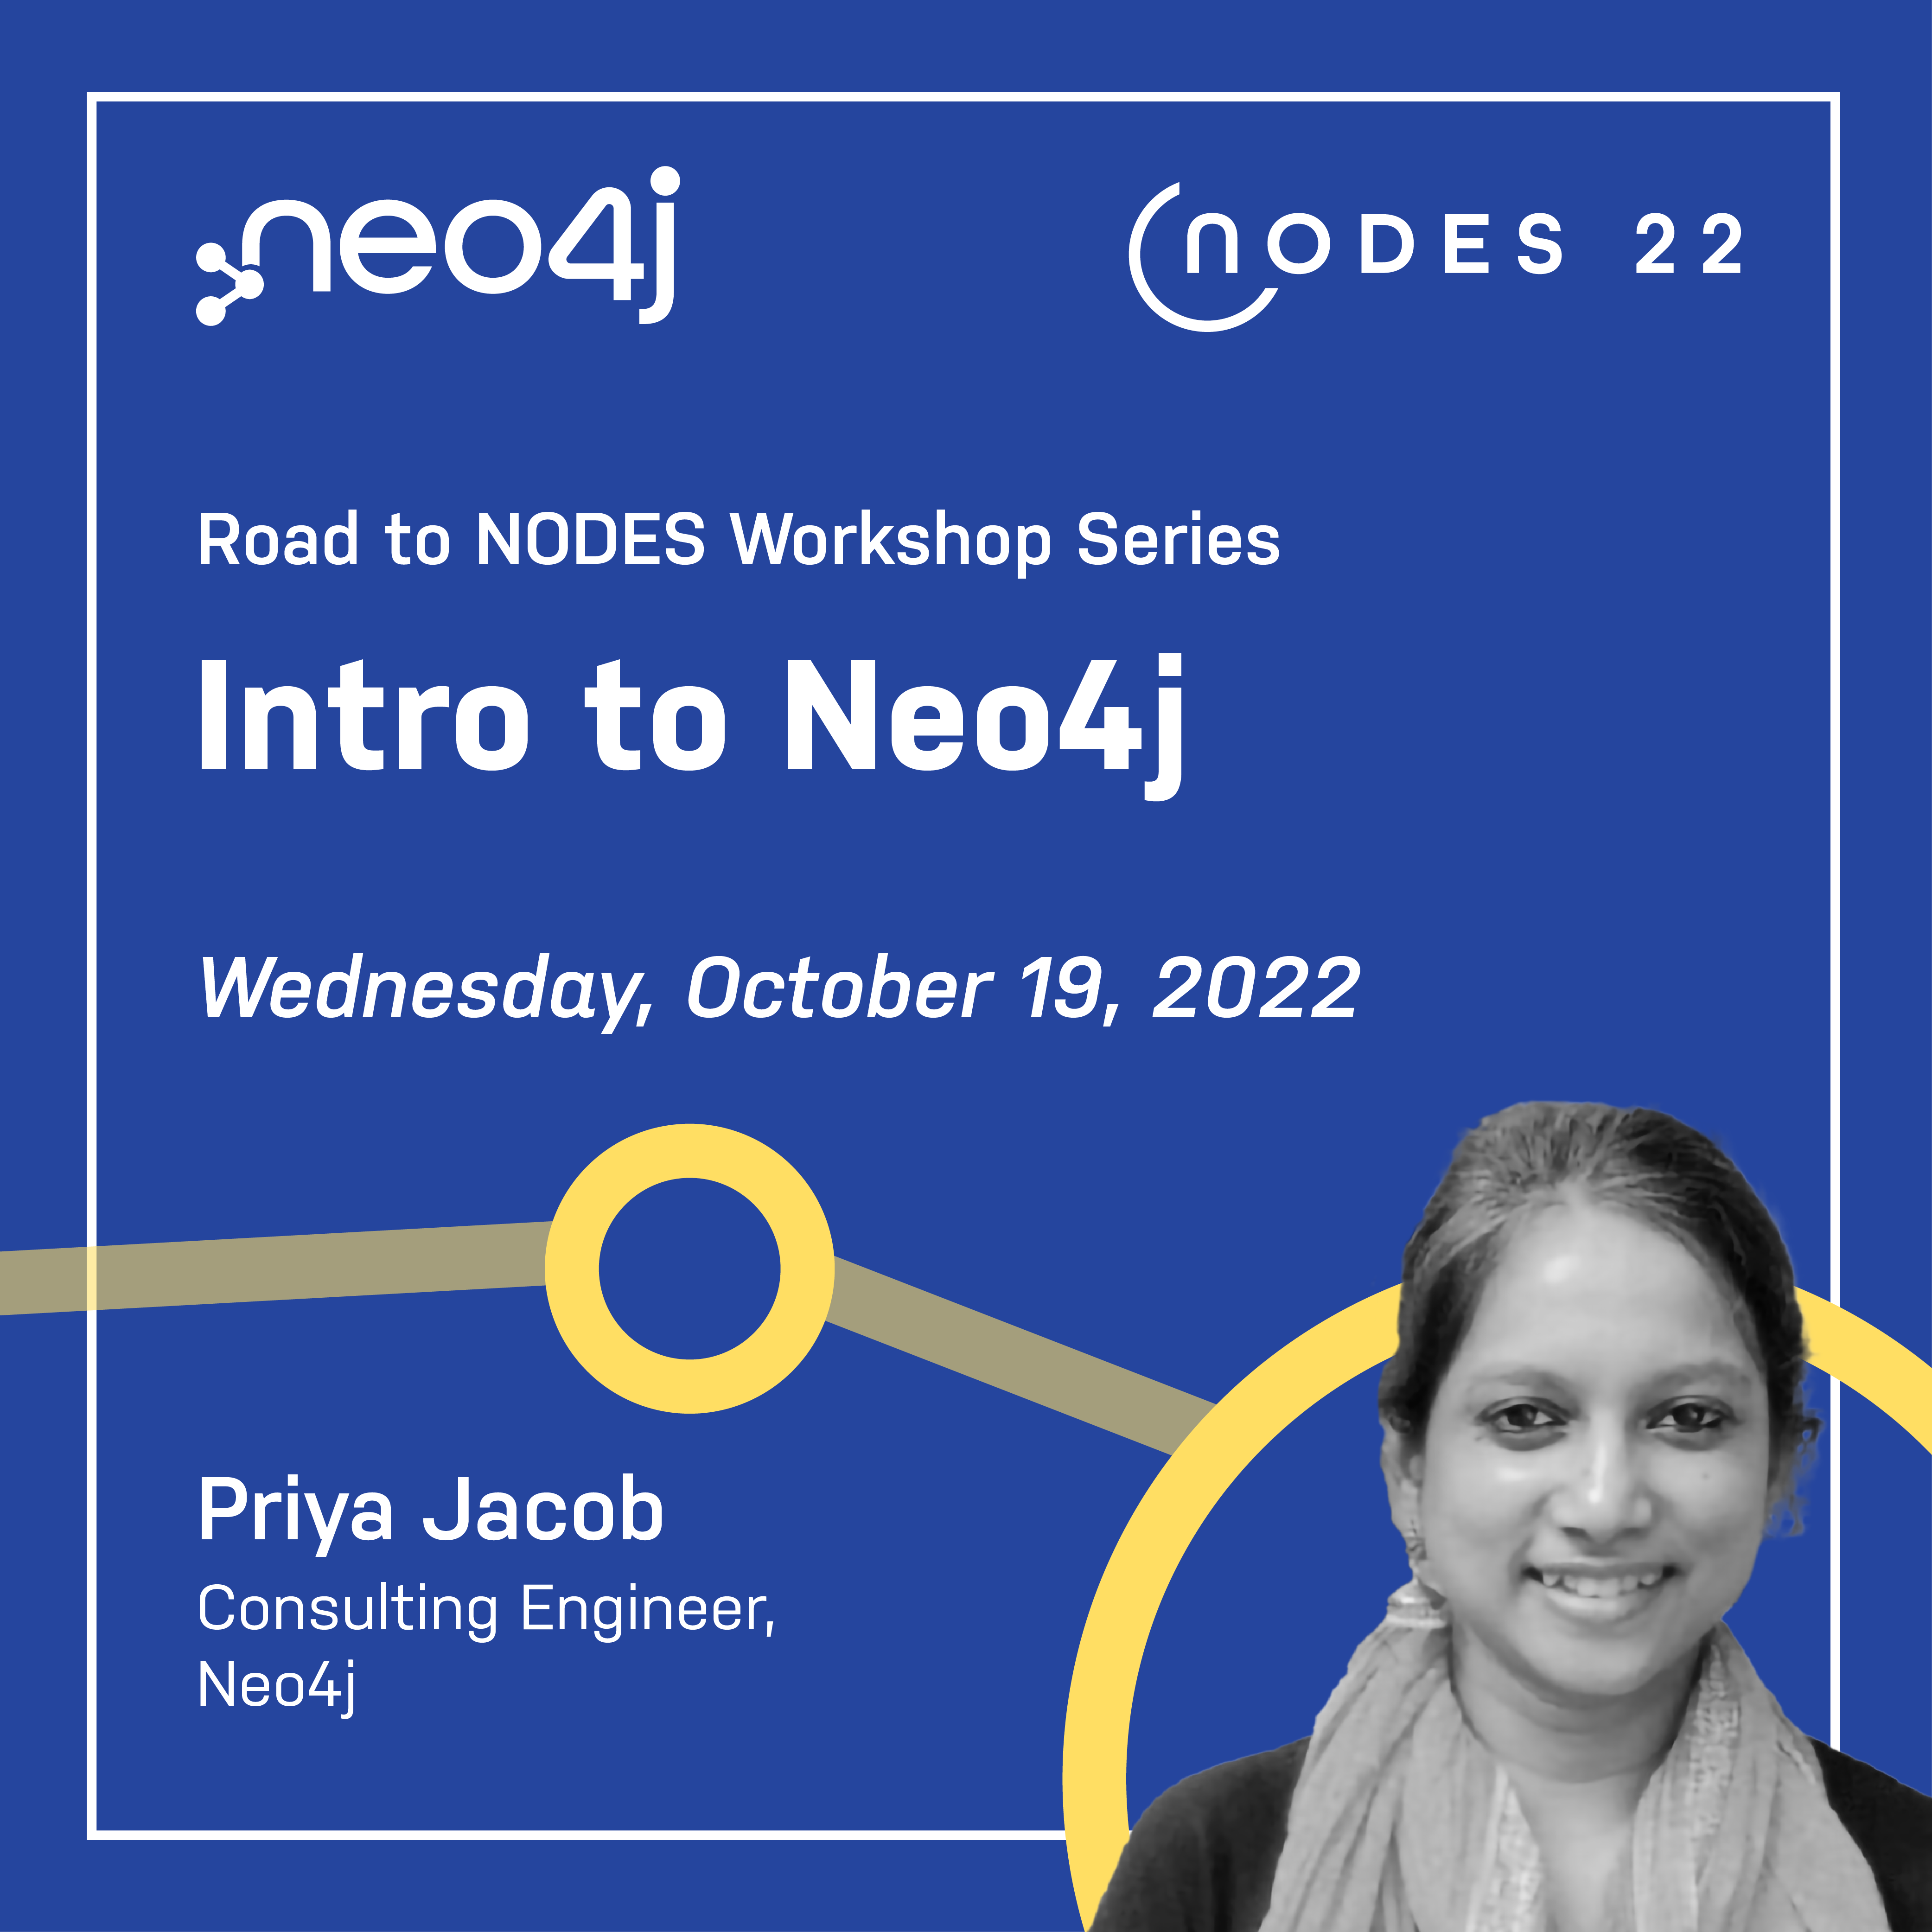 neo4j
NODES 22
Road to NODES Workshop Series
Intro to Neo4j
Wednesday, October 19, 2022
Priya Jacob
Consulting Engineer,
Neo4j